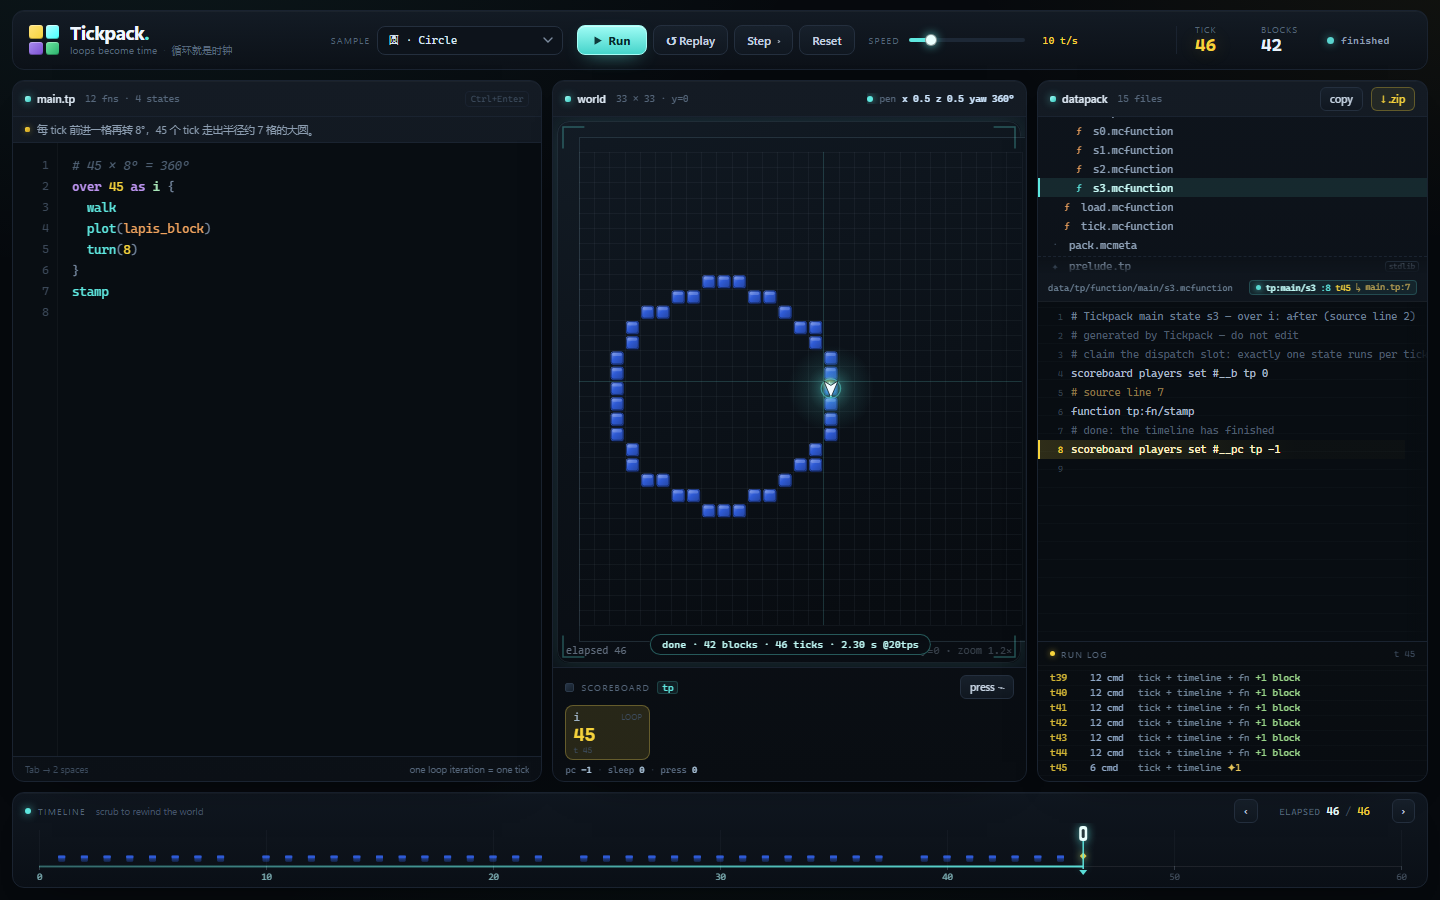 Tickpack.
loops become time · 循环就是时钟
SAMPLE
圆 · Circle
▶ Run
↺ Replay
Step ›
Reset
SPEED
10 t/s
TICK
46
BLOCKS
42
finished
main.tp 12 fns · 4 states
Ctrl+Enter
每 tick 前进一格再转 8°，45 个 tick 走出半径约 7 格的大圆。
1 # 45 × 8° = 360°
2 over 45 as i {
3 walk
4 plot(lapis_block)
5 turn(8)
6 }
7 stamp
8
Tab → 2 spaces
one loop iteration = one tick
world 33 × 33 · y=0
pen x 0.5 z 0.5 yaw 360°
elapsed 46
done · 42 blocks · 46 ticks · 2.30 s @20tps
=0 · zoom 1.2×
SCOREBOARD tp
press ~
i LOOP
45
t 45
pc −1 · sleep 0 · press 0
datapack 15 files
copy
↓ .zip
f s0.mcfunction
f s1.mcfunction
f s2.mcfunction
f s3.mcfunction
f load.mcfunction
f tick.mcfunction
pack.mcmeta
prelude.tp stdlib
data/tp/function/main/s3.mcfunction
tp:main/s3 :8 t45 ↳ main.tp:7
1 # Tickpack main state s3 — over i: after (source line 2)
2 # generated by Tickpack — do not edit
3 # claim the dispatch slot: exactly one state runs per tick
4 scoreboard players set #__b tp 0
5 # source line 7
6 function tp:fn/stamp
7 # done: the timeline has finished
8 scoreboard players set #__pc tp −1
9
RUN LOG
t 45
t39 12 cmd tick + timeline + fn +1 block
t40 12 cmd tick + timeline + fn +1 block
t41 12 cmd tick + timeline + fn +1 block
t42 12 cmd tick + timeline + fn +1 block
t43 12 cmd tick + timeline + fn +1 block
t44 12 cmd tick + timeline + fn +1 block
t45 6 cmd tick + timeline ✦1
TIMELINE scrub to rewind the world
‹
ELAPSED 46 / 46
›
0 10 20 30 40 50 60